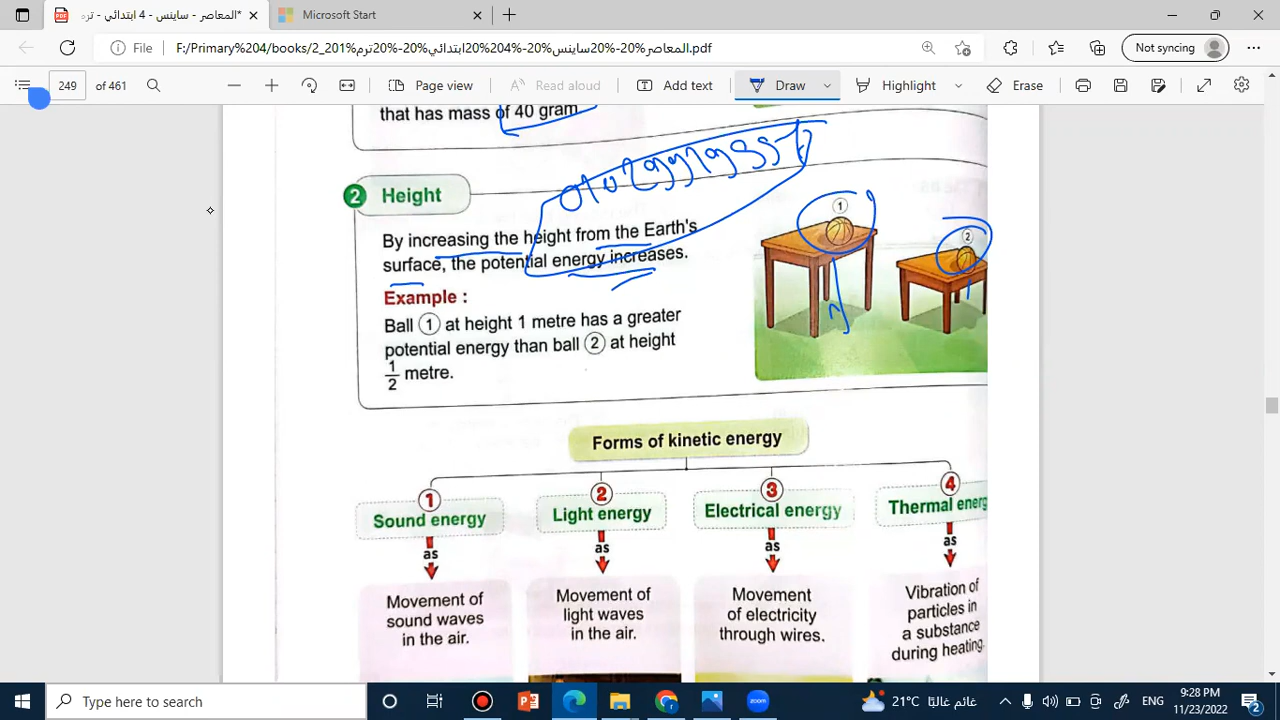 المعاصر - ساينس - 4 ابتدائي - تر*
Microsoft Start
File
F:/Primary%204/books/2_201%المعاصر%20-%20ساينس%20-%204%20ابتدائي%20-%20ترم.pdf
Not syncing
249 of 461
Page view
Read aloud
Add text
Draw
Highlight
Erase
that has mass of 40 gram.
2 Height
By increasing the height from the Earth's
surface, the potential energy increases.
Example :
Ball 1 at height 1 metre has a greater
potential energy than ball 2 at height
1/2 metre.
1
2
Forms of kinetic energy
1
Sound energy
as
Movement of
sound waves
in the air.
2
Light energy
as
Movement of
light waves
in the air.
3
Electrical energy
as
Movement
of electricity
through wires.
4
Thermal energ
as
Vibration of
particles in
a substance
during heating.
Type here to search
zoom
21°C غائم غالبًا
ENG
9:28 PM
11/23/2022
2